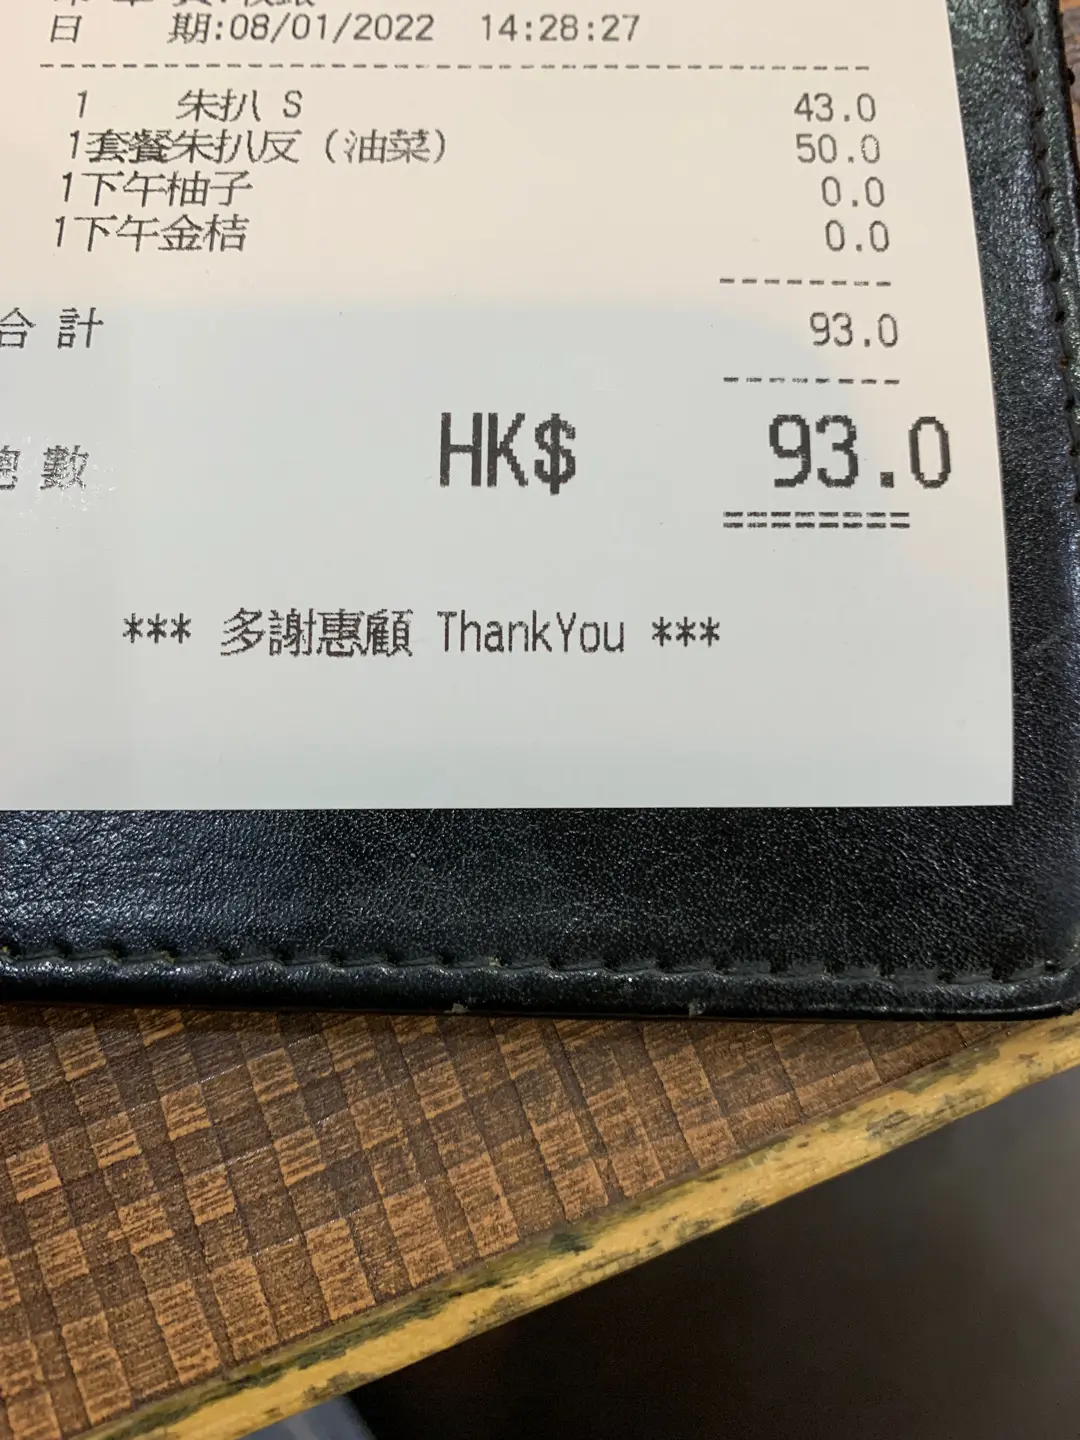 日 期:08/01/2022 14:28:27
1 朱扒 S 43.0
1套餐朱扒反(油菜) 50.0
1下午柚子 0.0
1下午金桔 0.0
合 計 93.0
總 數 HK$ 93.0
*** 多謝惠顧 ThankYou ***